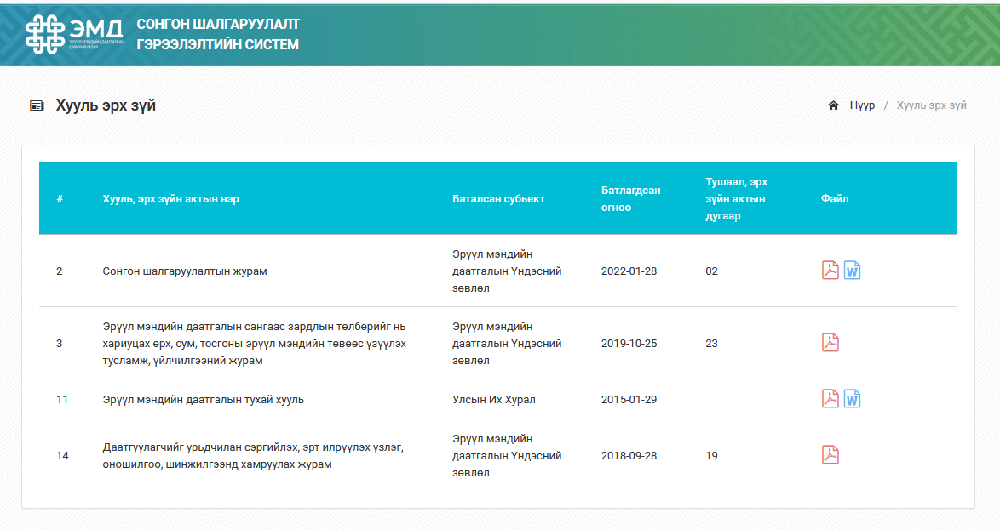 ЭМД
ЭРҮҮЛ МЭНДИЙН ДААТГАЛЫН
ЕРӨНХИЙ ГАЗАР
СОНГОН ШАЛГАРУУЛАЛТ
ГЭРЭЭЛЭЛТИЙН СИСТЕМ
Хууль эрх зүй
Нүүр / Хууль эрх зүй
# Хууль, эрх зүйн актын нэр Баталсан субьект Батлагдсан огноо Тушаал, эрх зүйн актын дугаар Файл
2 Сонгон шалгаруулалтын журам Эрүүл мэндийн даатгалын Үндэсний зөвлөл 2022-01-28 02
3 Эрүүл мэндийн даатгалын сангаас зардлын төлбөрийг нь хариуцах өрх, сум, тосгоны эрүүл мэндийн төвөөс үзүүлэх тусламж, үйлчилгээний журам Эрүүл мэндийн даатгалын Үндэсний зөвлөл 2019-10-25 23
11 Эрүүл мэндийн даатгалын тухай хууль Улсын Их Хурал 2015-01-29
14 Даатгуулагчийг урьдчилан сэргийлэх, эрт илрүүлэх үзлэг, оношилгоо, шинжилгээнд хамруулах журам Эрүүл мэндийн даатгалын Үндэсний зөвлөл 2018-09-28 19